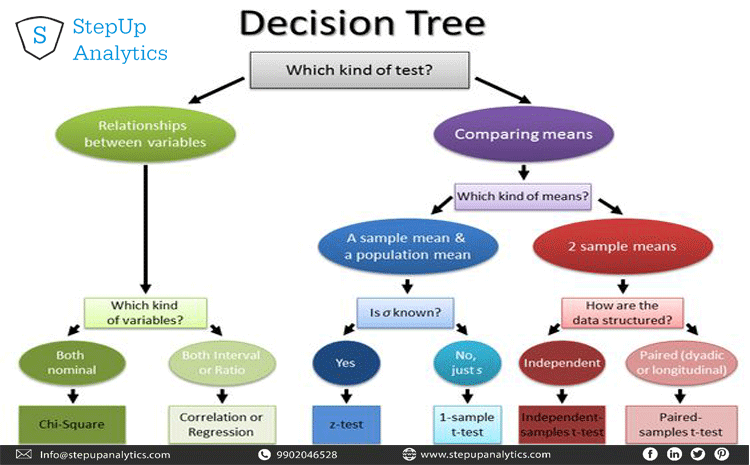 StepUp
Analytics
S
Decision Tree
Which kind of test?
Relationships
between variables
Comparing means
Which kind of means?
A sample mean &
a population mean
2 sample means
Which kind
of variables?
Is σ known?
How are the
data structured?
Both
nominal
Both Interval
or Ratio
Yes
No,
just s
Independent
Paired (dyadic
or longitudinal)
Chi-Square
Correlation or
Regression
z-test
1-sample
t-test
Independent-
samples t-test
Paired-
samples t-test
Info@stepupanalytics.com
9902046528
www.stepupanalytics.com